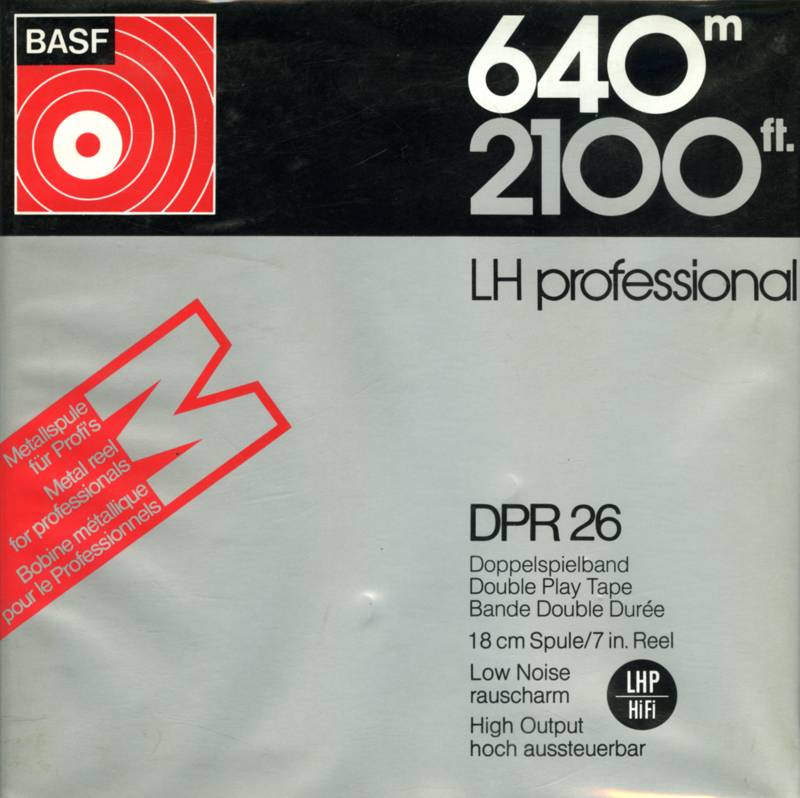 BASF
640 m
2100 ft.
LH professional
Metallspule
für Profi's
Metal reel
for professionals
Bobine métallique
pour le Professionnels
M
DPR 26
Doppelspielband
Double Play Tape
Bande Double Durée
18 cm Spule/7 in. Reel
Low Noise
rauscharm
LHP
HiFi
High Output
hoch aussteuerbar